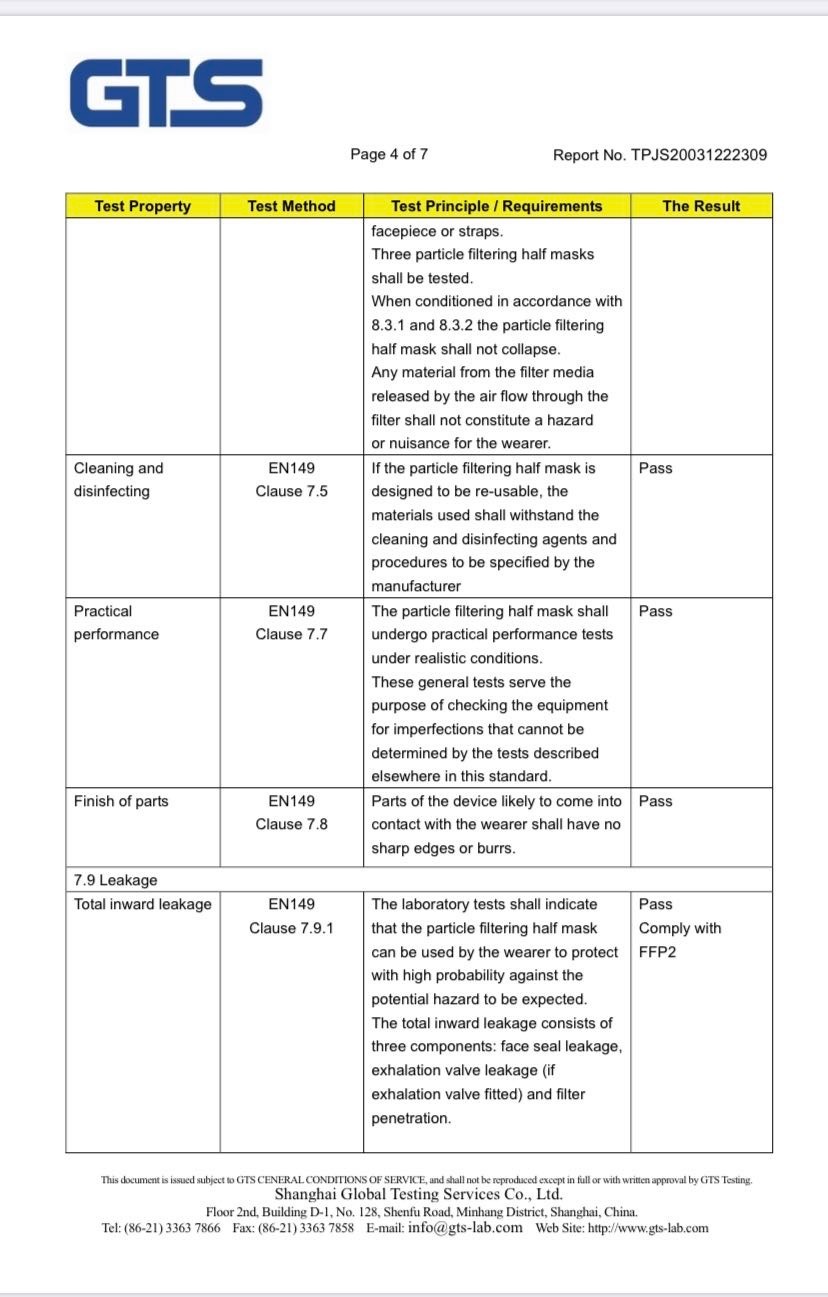 GTS
Page 4 of 7 Report No. TPJS20031222309
Test Property Test Method Test Principle / Requirements The Result
facepiece or straps.
Three particle filtering half masks
shall be tested.
When conditioned in accordance with
8.3.1 and 8.3.2 the particle filtering
half mask shall not collapse.
Any material from the filter media
released by the air flow through the
filter shall not constitute a hazard
or nuisance for the wearer.
Cleaning and EN149 If the particle filtering half mask is Pass
disinfecting Clause 7.5 designed to be re-usable, the
materials used shall withstand the
cleaning and disinfecting agents and
procedures to be specified by the
manufacturer
Practical EN149 The particle filtering half mask shall Pass
performance Clause 7.7 undergo practical performance tests
under realistic conditions.
These general tests serve the
purpose of checking the equipment
for imperfections that cannot be
determined by the tests described
elsewhere in this standard.
Finish of parts EN149 Parts of the device likely to come into Pass
Clause 7.8 contact with the wearer shall have no
sharp edges or burrs.
7.9 Leakage
Total inward leakage EN149 The laboratory tests shall indicate Pass
Clause 7.9.1 that the particle filtering half mask Comply with
can be used by the wearer to protect FFP2
with high probability against the
potential hazard to be expected.
The total inward leakage consists of
three components: face seal leakage,
exhalation valve leakage (if
exhalation valve fitted) and filter
penetration.
This document is issued subject to GTS CENERAL CONDITIONS OF SERVICE, and shall not be reproduced except in full or with written approval by GTS Testing.
Shanghai Global Testing Services Co., Ltd.
Floor 2nd, Building D-1, No. 128, Shenfu Road, Minhang District, Shanghai, China.
Tel: (86-21) 3363 7866 Fax: (86-21) 3363 7858 E-mail: info@gts-lab.com Web Site: http://www.gts-lab.com